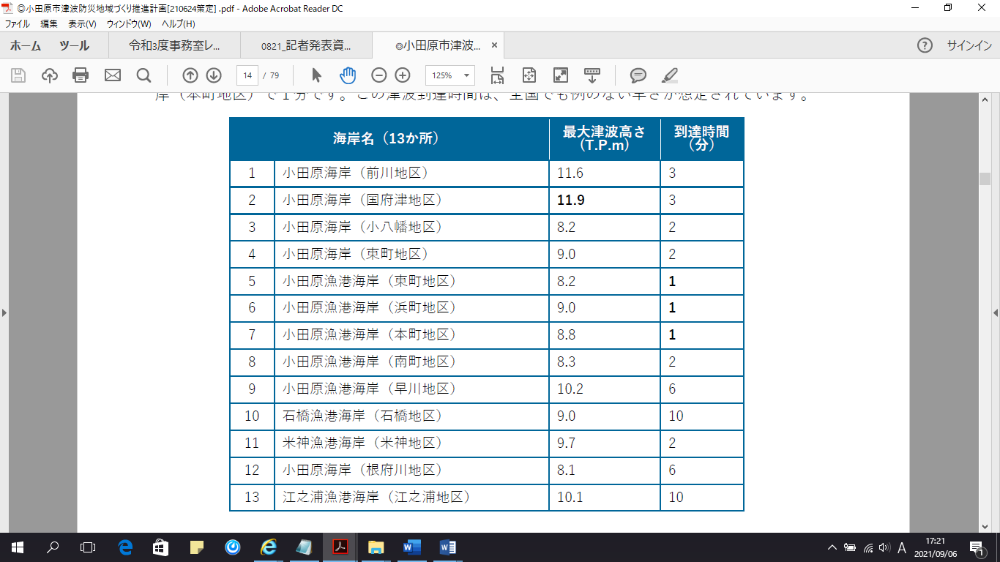 ◎小田原市津波防災地域づくり推進計画[210624策定] .pdf - Adobe Acrobat Reader DC
ファイル 編集 表示(V) ウィンドウ(W) ヘルプ(H)
ホーム ツール 令和3度事務室レ... 0821_記者発表資... ◎小田原市津波... × サインイン
14 / 79 125%
岸（本町地区）で１分です。この津波到達時間は、全国でも例のない早さが想定されています。
海岸名（13か所） 最大津波高さ（T.P.m） 到達時間（分）
1 小田原海岸（前川地区） 11.6 3
2 小田原海岸（国府津地区） 11.9 3
3 小田原海岸（小八幡地区） 8.2 2
4 小田原海岸（東町地区） 9.0 2
5 小田原漁港海岸（東町地区） 8.2 1
6 小田原漁港海岸（浜町地区） 9.0 1
7 小田原漁港海岸（本町地区） 8.8 1
8 小田原漁港海岸（南町地区） 8.3 2
9 小田原漁港海岸（早川地区） 10.2 6
10 石橋漁港海岸（石橋地区） 9.0 10
11 米神漁港海岸（米神地区） 9.7 2
12 小田原海岸（根府川地区） 8.1 6
13 江之浦漁港海岸（江之浦地区） 10.1 10
A 17:21
2021/09/06 1